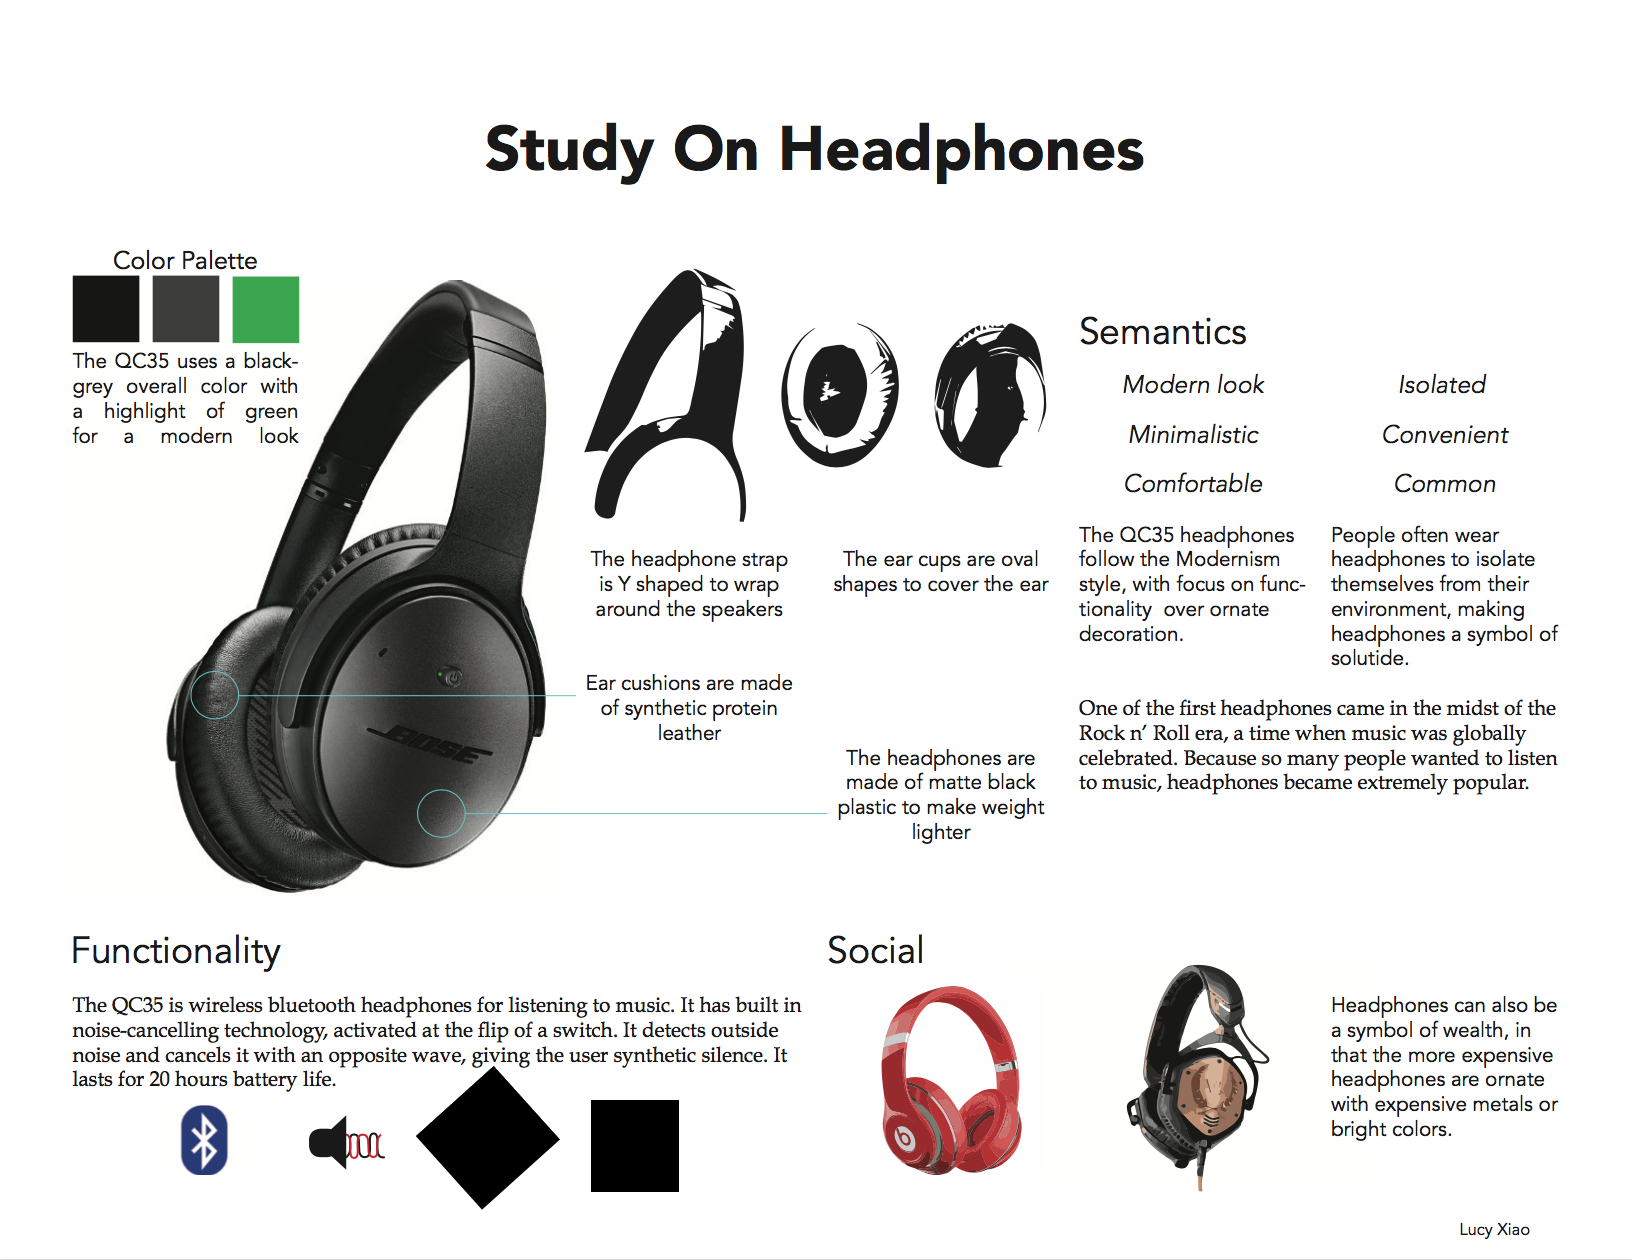 Study On Headphones
Color Palette
The QC35 uses a black-
grey overall color with
a highlight of green
for a modern look
BOSE
The headphone strap
is Y shaped to wrap
around the speakers
The ear cups are oval
shapes to cover the ear
Ear cushions are made
of synthetic protein
leather
The headphones are
made of matte black
plastic to make weight
lighter
Semantics
Modern look
Isolated
Minimalistic
Convenient
Comfortable
Common
The QC35 headphones
follow the Modernism
style, with focus on func-
tionality over ornate
decoration.
People often wear
headphones to isolate
themselves from their
environment, making
headphones a symbol of
solutide.
One of the first headphones came in the midst of the
Rock n' Roll era, a time when music was globally
celebrated. Because so many people wanted to listen
to music, headphones became extremely popular.
Functionality
The QC35 is wireless bluetooth headphones for listening to music. It has built in
noise-cancelling technology, activated at the flip of a switch. It detects outside
noise and cancels it with an opposite wave, giving the user synthetic silence. It
lasts for 20 hours battery life.
Social
b
Headphones can also be
a symbol of wealth, in
that the more expensive
headphones are ornate
with expensive metals or
bright colors.
Lucy Xiao